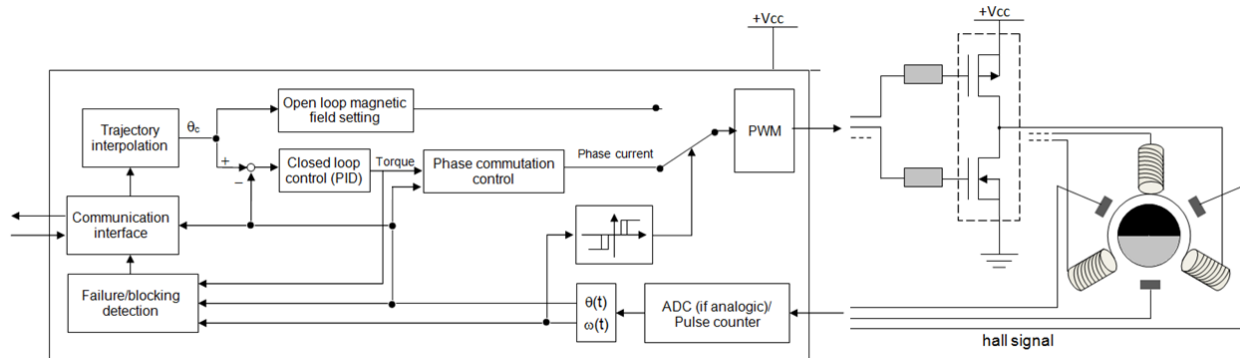 +Vcc
+Vcc
Open loop magnetic
field setting
Trajectory
interpolation
θc
PWM
+
−
Closed loop
control (PID)
Torque
Phase commutation
control
Phase current
Communication
interface
Failure/blocking
detection
θ(t)
ω(t)
ADC (if analogic)/
Pulse counter
hall signal